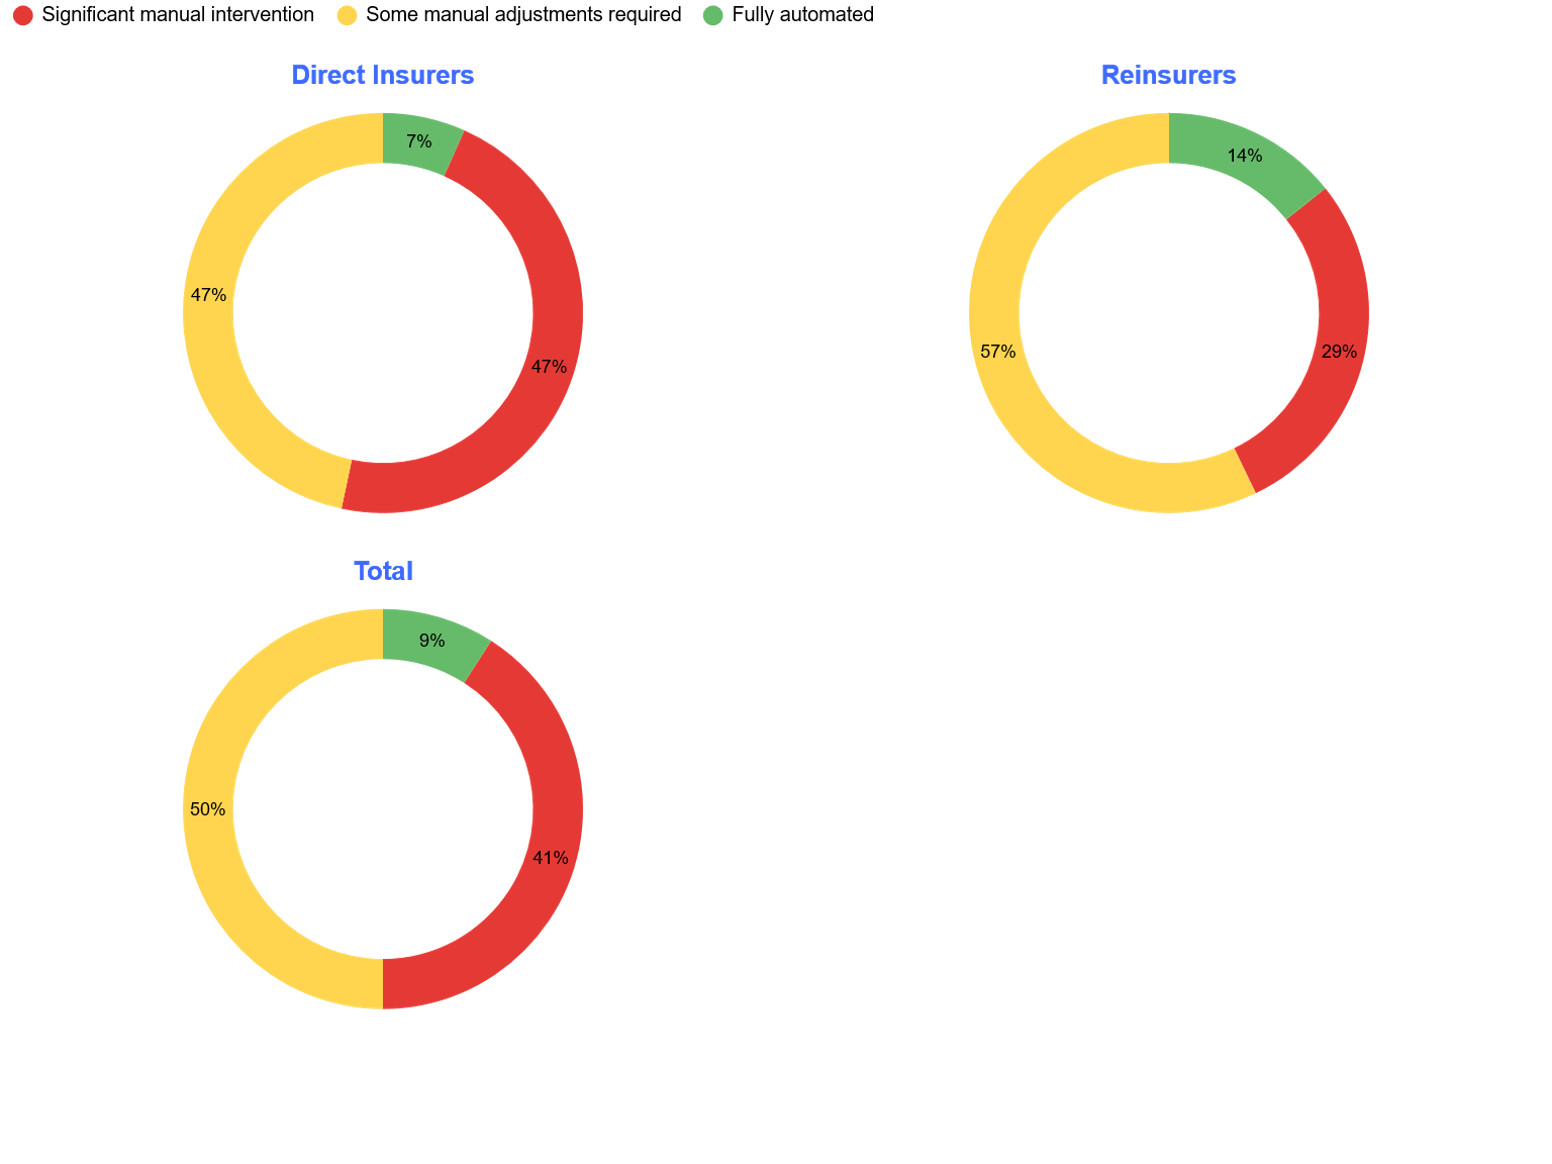 Significant manual intervention Some manual adjustments required Fully automated
Direct Insurers
7%
47%
47%
Reinsurers
14%
57%
29%
Total
9%
50%
41%